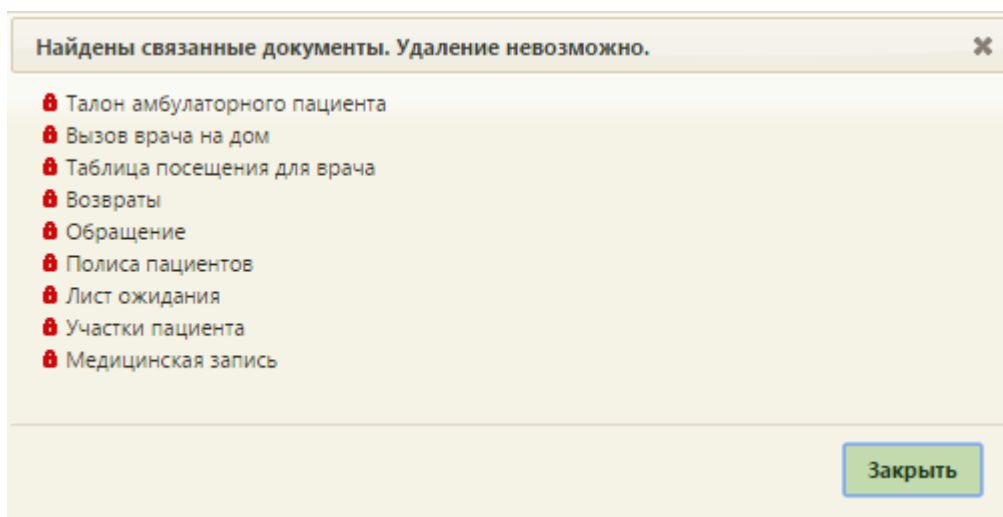 Найдены связанные документы. Удаление невозможно.
Талон амбулаторного пациента
Вызов врача на дом
Таблица посещения для врача
Возвраты
Обращение
Полиса пациентов
Лист ожидания
Участки пациента
Медицинская запись
Закрыть